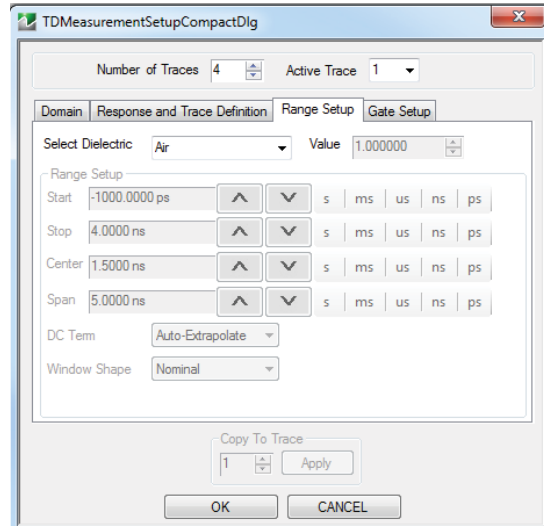 TDMeasurementSetupCompactDlg
Number of Traces 4 Active Trace 1
Domain Response and Trace Definition Range Setup Gate Setup
Select Dielectric Air Value 1.000000
Range Setup
Start -1000.0000 ps s ms us ns ps
Stop 4.0000 ns s ms us ns ps
Center 1.5000 ns s ms us ns ps
Span 5.0000 ns s ms us ns ps
DC Term Auto-Extrapolate
Window Shape Nominal
Copy To Trace
1 Apply
OK CANCEL